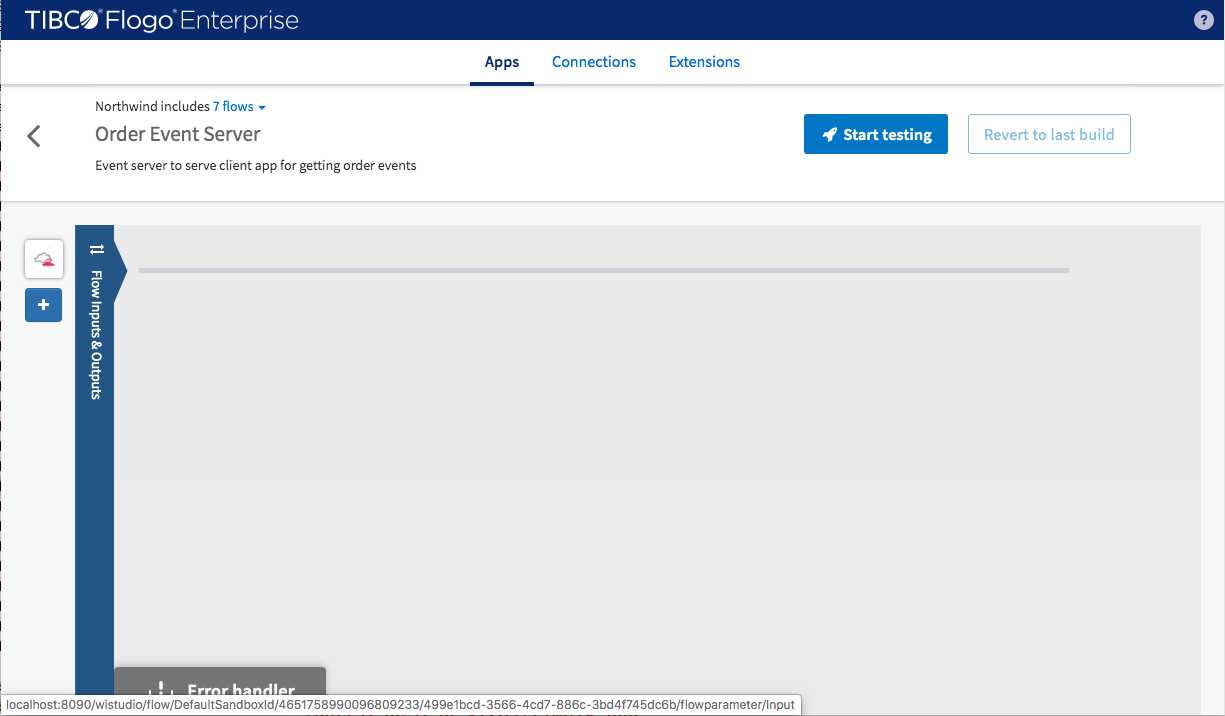 TIBCO® Flogo® Enterprise
?
Apps Connections Extensions
Northwind includes 7 flows
Order Event Server
Event server to serve client app for getting order events
Start testing
Revert to last build
Flow Inputs & Outputs
Error handler
localhost:8090/wistudio/flow/DefaultSandboxId/4651758990096809233/499e1bcd-3566-4cd7-886c-3bd4f745dc6b/flowparameter/Input